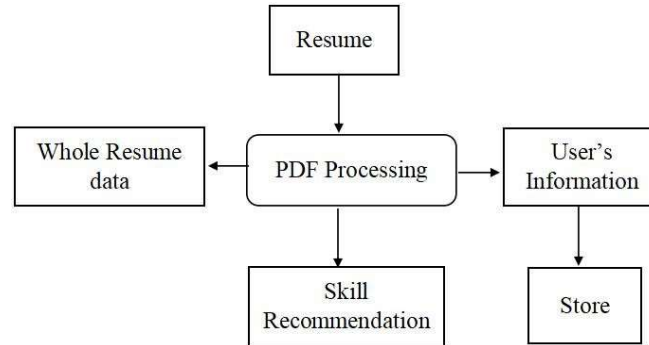 Resume
Whole Resume
data
PDF Processing
User’s
Information
Skill
Recommendation
Store